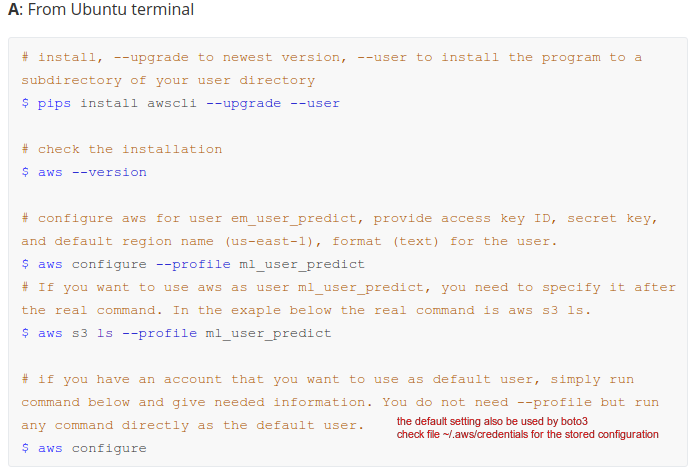 A: From Ubuntu terminal
# install, --upgrade to newest version, --user to install the program to a
subdirectory of your user directory
$ pips install awscli --upgrade --user
# check the installation
$ aws --version
# configure aws for user em_user_predict, provide access key ID, secret key,
and default region name (us-east-1), format (text) for the user.
$ aws configure --profile ml_user_predict
# If you want to use aws as user ml_user_predict, you need to specify it after
the real command. In the exaple below the real command is aws s3 ls.
$ aws s3 ls --profile ml_user_predict
# if you have an account that you want to use as default user, simply run
command below and give needed information. You do not need --profile but run
any command directly as the default user.
the default setting also be used by boto3
check file ~/.aws/credentials for the stored configuration
$ aws configure